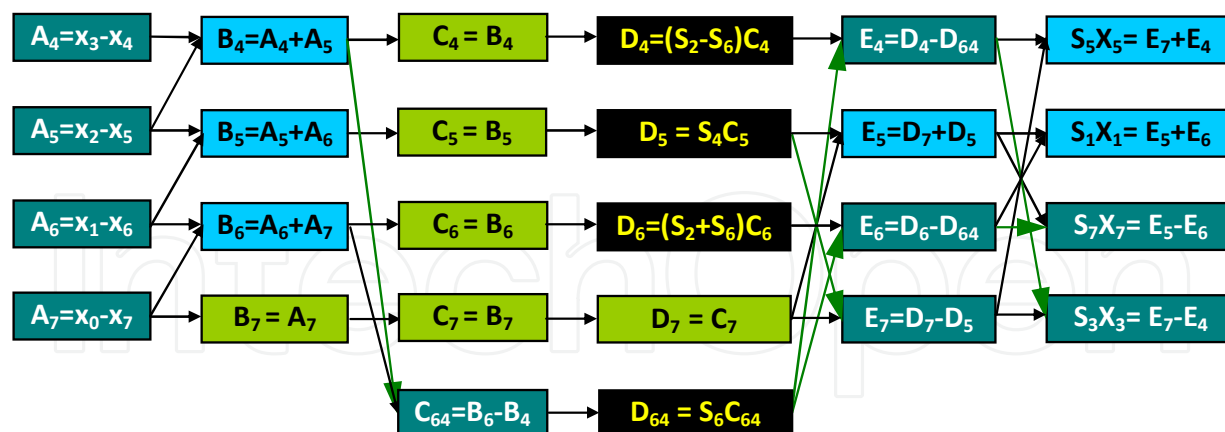 A₄=x₃-x₄ B₄=A₄+A₅ C₄ = B₄ D₄=(S₂-S₆)C₄ E₄=D₄-D₆₄ S₅X₅= E₇+E₄
A₅=x₂-x₅ B₅=A₅+A₆ C₅ = B₅ D₅ = S₄C₅ E₅=D₇+D₅ S₁X₁= E₅+E₆
A₆=x₁-x₆ B₆=A₆+A₇ C₆ = B₆ D₆=(S₂+S₆)C₆ E₆=D₆-D₆₄ S₇X₇= E₅-E₆
A₇=x₀-x₇ B₇ = A₇ C₇ = B₇ D₇ = C₇ E₇=D₇-D₅ S₃X₃= E₇-E₄
C₆₄=B₆-B₄ D₆₄ = S₆C₆₄
IntechOpen